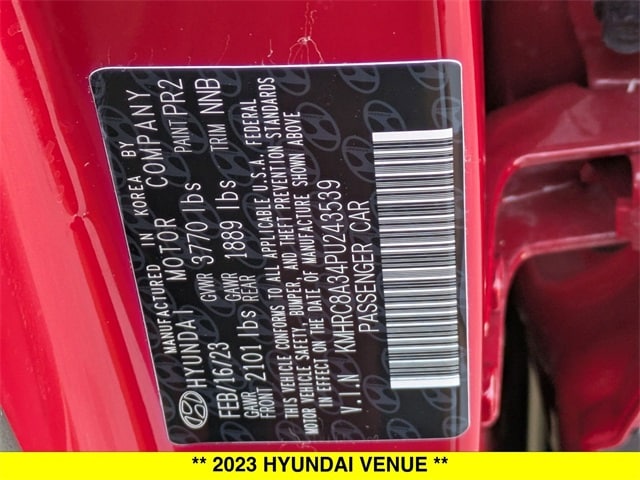 MANUFACTURED IN KOREA BY
HYUNDAI MOTOR COMPANY
FEB/16/23 GVWR 3770 lbs PAINT PR2
GAWR FRONT 2101 lbs GAWR REAR 1889 lbs TRIM NNB
THIS VEHICLE CONFORMS TO ALL APPLICABLE U.S.A. FEDERAL
MOTOR VEHICLE SAFETY, BUMPER, AND THEFT PREVENTION STANDARDS
IN EFFECT ON THE DATE OF MANUFACTURE SHOWN ABOVE
V.I.N KMHRC8A34PU243539
PASSENGER CAR
** 2023 HYUNDAI VENUE **